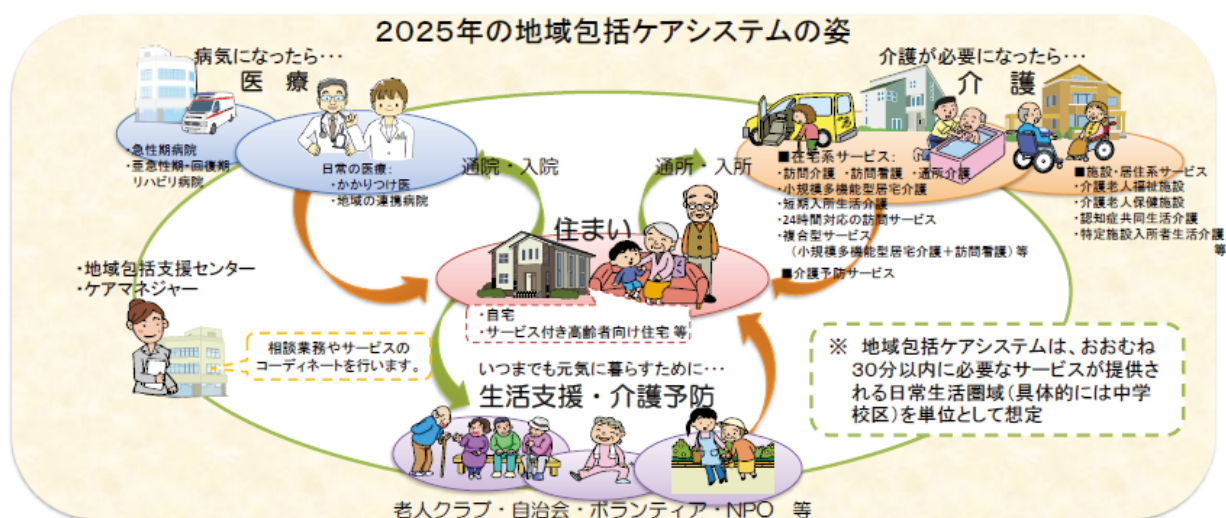 2025年の地域包括ケアシステムの姿
病気になったら･･･
医 療
・急性期病院
・亜急性期・回復期
リハビリ病院
日常の医療：
・かかりつけ医
・地域の連携病院
通院・入院
通所・入所
介護が必要になったら･･･
介 護
■在宅系サービス：
・訪問介護 ・訪問看護 ・通所介護
・小規模多機能型居宅介護
・短期入所生活介護
・24時間対応の訪問サービス
・複合型サービス
（小規模多機能型居宅介護＋訪問看護）等
■介護予防サービス
■施設・居住系サービス
・介護老人福祉施設
・介護老人保健施設
・認知症共同生活介護
・特定施設入所者生活介護
等
住まい
・自宅
・サービス付き高齢者向け住宅 等
・地域包括支援センター
・ケアマネジャー
相談業務やサービスの
コーディネートを行います。
いつまでも元気に暮らすために･･･
生活支援・介護予防
老人クラブ・自治会・ボランティア・NPO 等
※ 地域包括ケアシステムは、おおむね
30分以内に必要なサービスが提供さ
れる日常生活圏域（具体的には中学
校区）を単位として想定